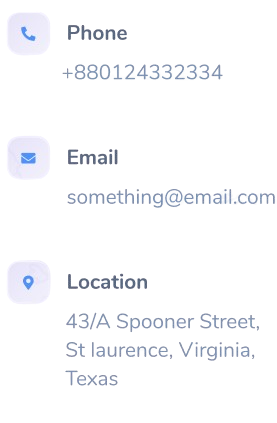 Phone
+880124332334
Email
something@email.com
Location
43/A Spooner Street,
St laurence, Virginia,
Texas